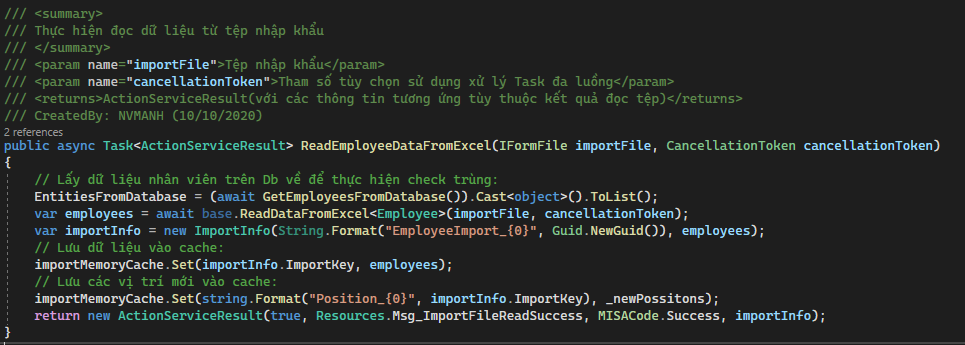 /// <summary>
/// Thực hiện đọc dữ liệu từ tệp nhập khẩu
/// </summary>
/// <param name="importFile">Tệp nhập khẩu</param>
/// <param name="cancellationToken">Tham số tùy chọn sử dụng xử lý Task đa luồng</param>
/// <returns>ActionServiceResult(với các thông tin tương ứng tùy thuộc kết quả đọc tệp)</returns>
/// CreatedBy: NVMANH (10/10/2020)
2 references
public async Task<ActionServiceResult> ReadEmployeeDataFromExcel(IFormFile importFile, CancellationToken cancellationToken)
{
// Lấy dữ liệu nhân viên trên Db về để thực hiện check trùng:
EntitiesFromDatabase = (await GetEmployeesFromDatabase()).Cast<object>().ToList();
var employees = await base.ReadDataFromExcel<Employee>(importFile, cancellationToken);
var importInfo = new ImportInfo(String.Format("EmployeeImport_{0}", Guid.NewGuid()), employees);
// Lưu dữ liệu vào cache:
importMemoryCache.Set(importInfo.ImportKey, employees);
// Lưu các vị trí mới vào cache:
importMemoryCache.Set(string.Format("Position_{0}", importInfo.ImportKey), _newPossitons);
return new ActionServiceResult(true, Resources.Msg_ImportFileReadSuccess, MISACode.Success, importInfo);
}